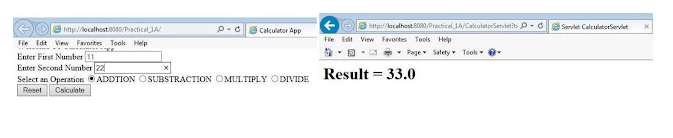 http://localhost:8080/Practical_1A/
Calculator App
File Edit View Favorites Tools Help
Enter First Number 11
Enter Second Number 22
Select an Operation ADDTION SUBSTRACTION MULTIPLY DIVIDE
Reset Calculate
http://localhost:8080/Practical_1A/CalculatorServlet?
Servlet CalculatorServlet
File Edit View Favorites Tools Help
Page Safety Tools
Result = 33.0